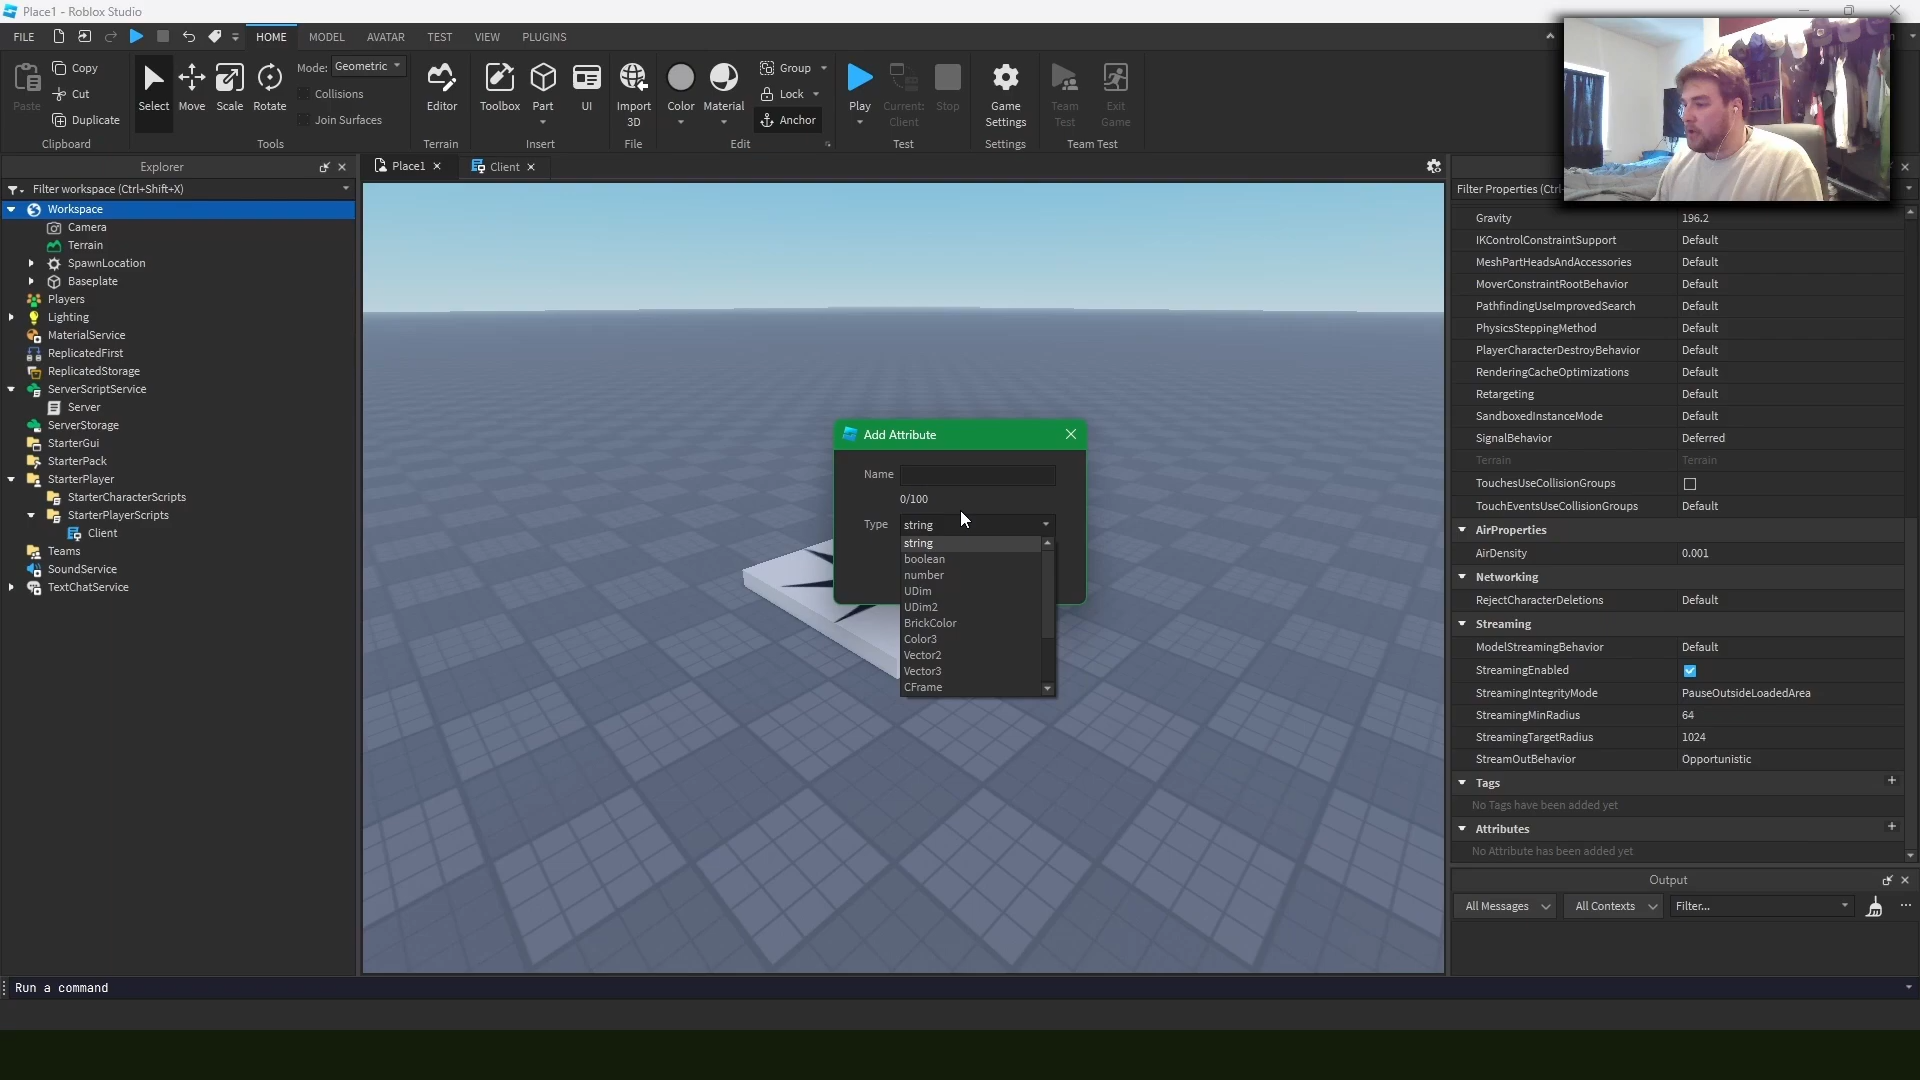 Place1 - Roblox Studio
FILE
HOME
MODEL
AVATAR
TEST
VIEW
PLUGINS
Paste
Copy
Cut
Duplicate
Clipboard
Select
Move
Scale
Rotate
Mode:
Geometric
Collisions
Join Surfaces
Tools
Editor
Terrain
Toolbox
Part
UI
Insert
Import
3D
File
Color
Material
Group
Lock
Anchor
Edit
Play
Current:
Client
Stop
Test
Game
Settings
Settings
Team
Test
Exit
Game
Team Test
Explorer
Filter workspace (Ctrl+Shift+X)
Workspace
Camera
Terrain
SpawnLocation
Baseplate
Players
Lighting
MaterialService
ReplicatedFirst
ReplicatedStorage
ServerScriptService
Server
ServerStorage
StarterGui
StarterPack
StarterPlayer
StarterCharacterScripts
StarterPlayerScripts
Client
Teams
SoundService
TextChatService
Place1
Client
Add Attribute
Name
0/100
Type
string
string
boolean
number
UDim
UDim2
BrickColor
Color3
Vector2
Vector3
CFrame
Filter Properties (Ctrl-
Gravity 196.2
IKControlConstraintSupport Default
MeshPartHeadsAndAccessories Default
MoverConstraintRootBehavior Default
PathfindingUseImprovedSearch Default
PhysicsSteppingMethod Default
PlayerCharacterDestroyBehavior Default
RenderingCacheOptimizations Default
Retargeting Default
SandboxedInstanceMode Default
SignalBehavior Deferred
Terrain Terrain
TouchesUseCollisionGroups
TouchEventsUseCollisionGroups Default
AirProperties
AirDensity 0.001
Networking
RejectCharacterDeletions Default
Streaming
ModelStreamingBehavior Default
StreamingEnabled
StreamingIntegrityMode PauseOutsideLoadedArea
StreamingMinRadius 64
StreamingTargetRadius 1024
StreamOutBehavior Opportunistic
Tags
No Tags have been added yet
Attributes
No Attribute has been added yet
Output
All Messages
All Contexts
Filter...
Run a command